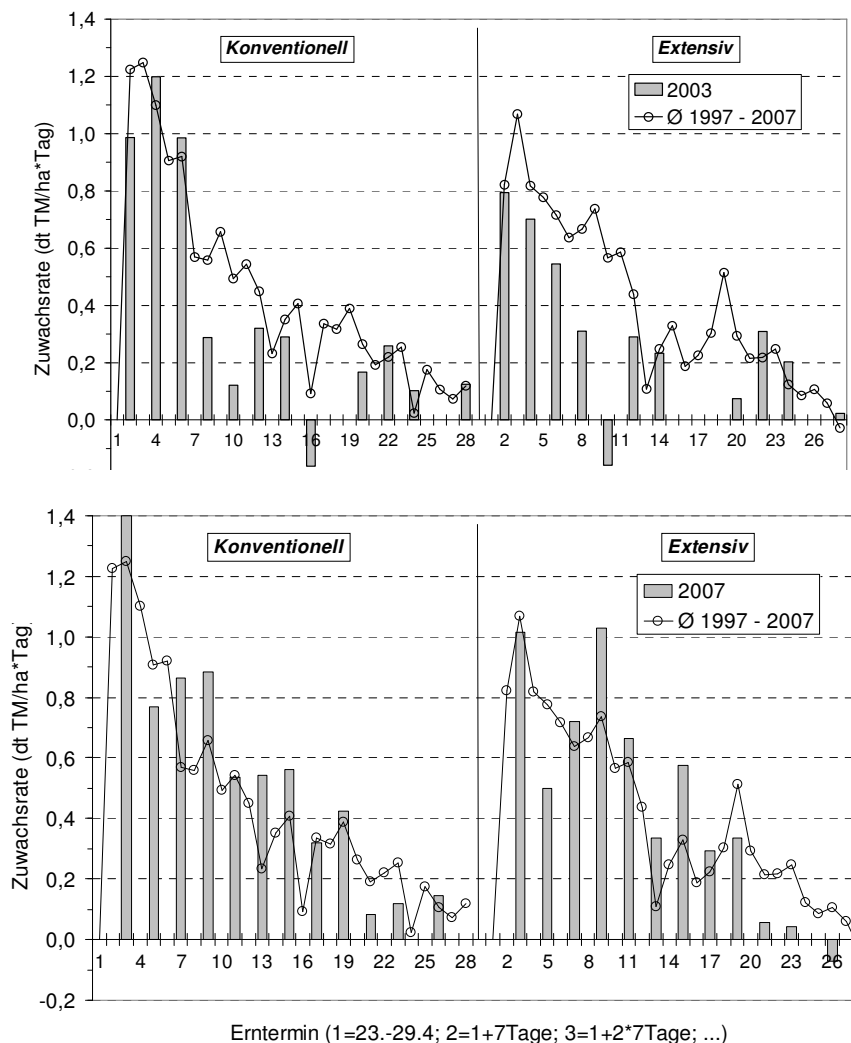 1,4
1,2
1,0
0,8
0,6
0,4
0,2
0,0
Zuwachsrate (dt TM/ha*Tag)
Konventionell
Extensiv
2003
Ø 1997 - 2007
1 4 7 10 13 16 19 22 25 28 2 5 8 11 14 17 20 23 26
1,4
1,2
1,0
0,8
0,6
0,4
0,2
0,0
-0,2
Zuwachsrate (dt TM/ha*Tag)
Konventionell
Extensiv
2007
Ø 1997 - 2007
1 4 7 10 13 16 19 22 25 28 2 5 8 11 14 17 20 23 26
Erntermin (1=23.-29.4; 2=1+7Tage; 3=1+2*7Tage; ...)